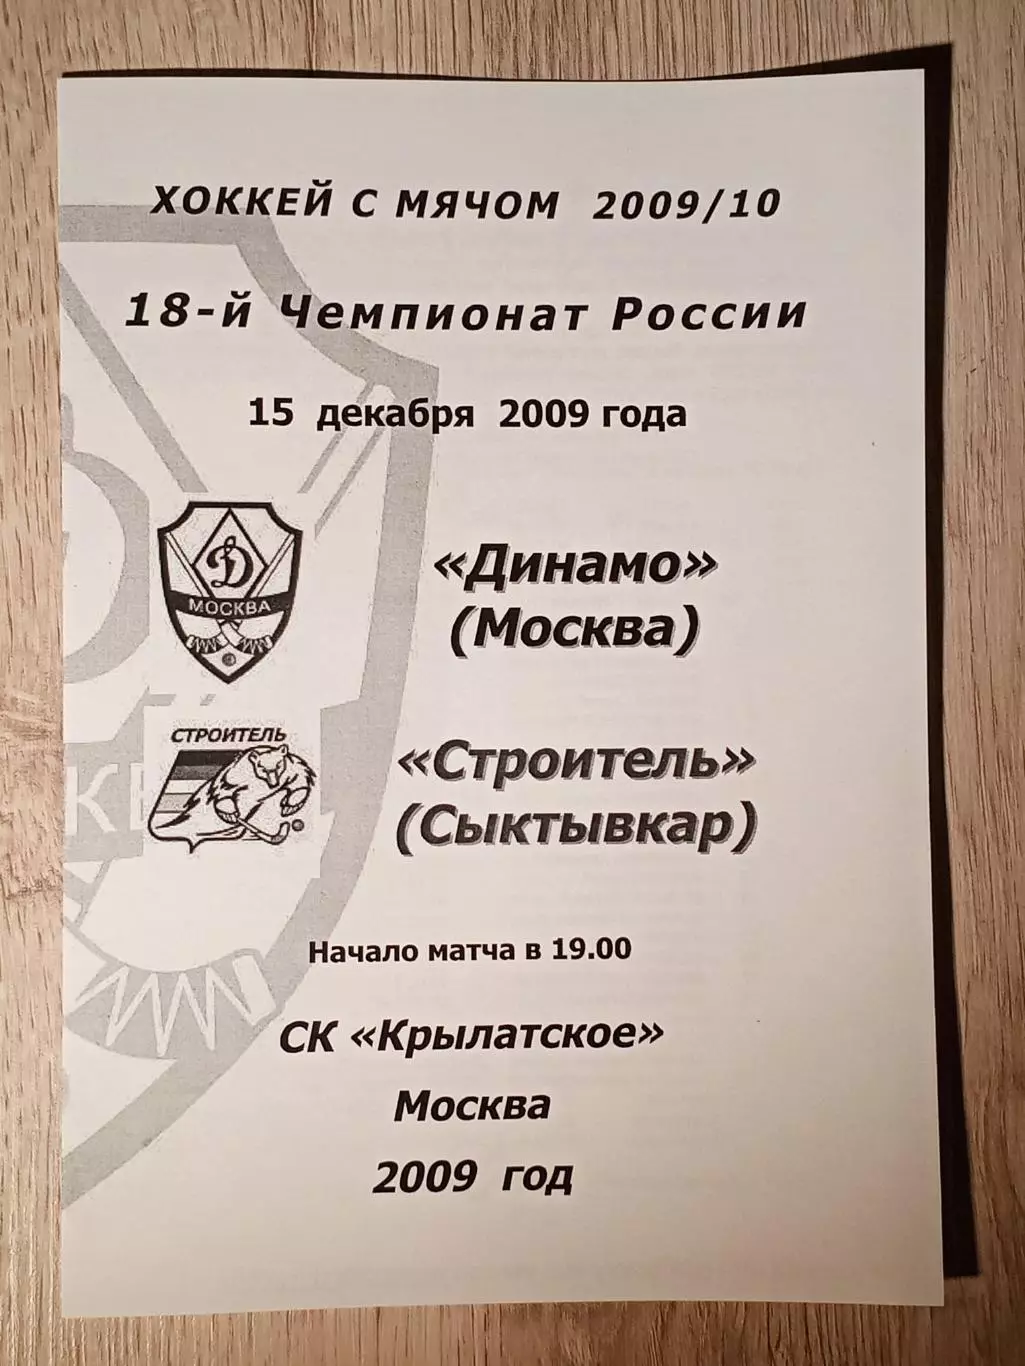 ХОККЕЙ С МЯЧОМ 2009/10
18-й Чемпионат России
15 декабря 2009 года
Д
МОСКВА
«Динамо»
(Москва)
СТРОИТЕЛЬ
«Строитель»
(Сыктывкар)
Начало матча в 19.00
СК «Крылатское»
Москва
2009 год